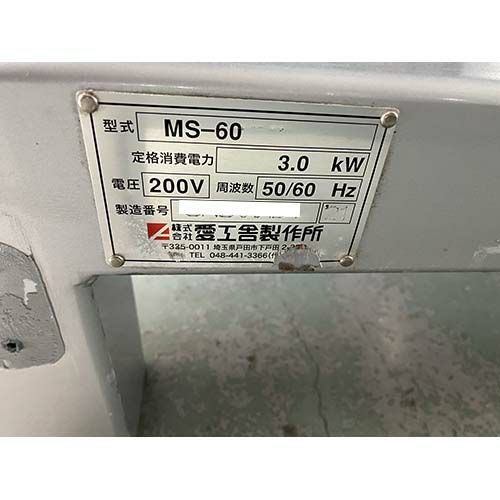 型式 MS-60
定格消費電力 3.0 kW
電圧 200V 周波数 50/60 Hz
製造番号
株式会社 愛工舎製作所
〒335-0011 埼玉県戸田市下戸田2-
TEL 048-441-3366